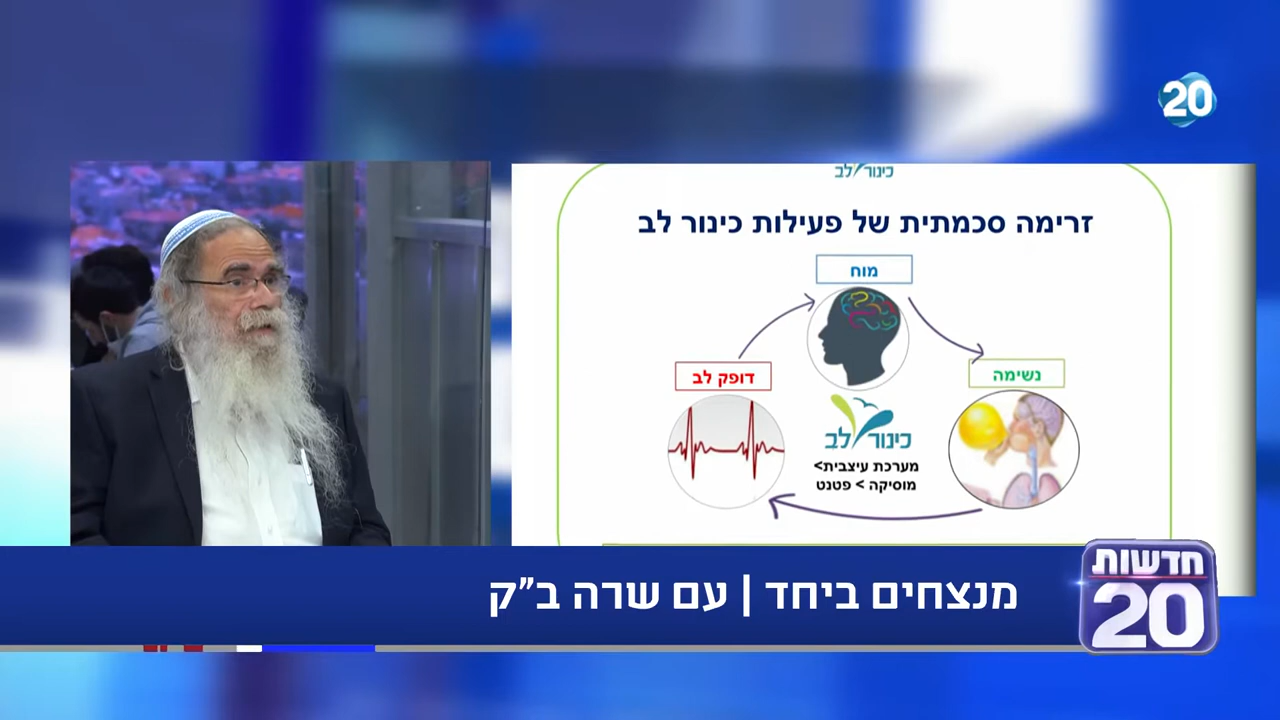 20
כינור לב
זרימה סכמתית של פעילות כינור לב
מוח
נשימה
דופק לב
כינור לב
מערכת עיצבית>
מוסיקה > פטנט
מנצחים ביחד | עם שרה ב"ק
חדשות
20